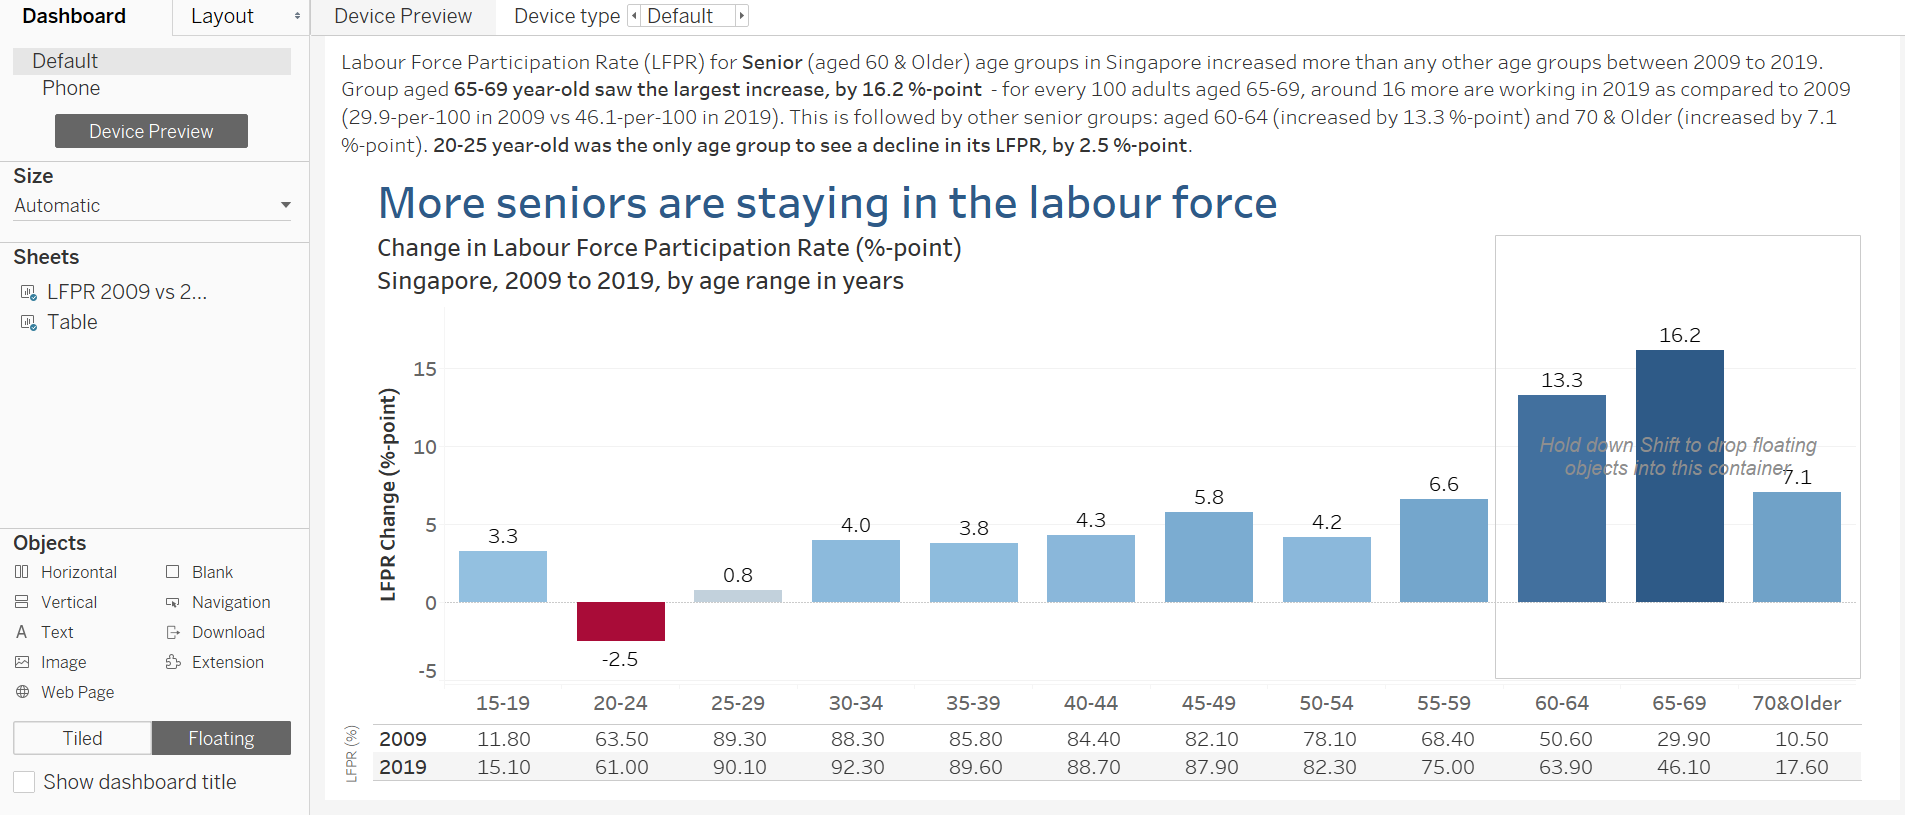 Dashboard Layout Device Preview Device type Default
Default
Phone
Device Preview
Size
Automatic
Sheets
LFPR 2009 vs 2...
Table
Objects
Horizontal Blank
Vertical Navigation
Text Download
Image Extension
Web Page
Tiled Floating
Show dashboard title
Labour Force Participation Rate (LFPR) for Senior (aged 60 & Older) age groups in Singapore increased more than any other age groups between 2009 to 2019.
Group aged 65-69 year-old saw the largest increase, by 16.2 %-point - for every 100 adults aged 65-69, around 16 more are working in 2019 as compared to 2009
(29.9-per-100 in 2009 vs 46.1-per-100 in 2019). This is followed by other senior groups: aged 60-64 (increased by 13.3 %-point) and 70 & Older (increased by 7.1
%-point). 20-25 year-old was the only age group to see a decline in its LFPR, by 2.5 %-point.
More seniors are staying in the labour force
Change in Labour Force Participation Rate (%-point)
Singapore, 2009 to 2019, by age range in years
LFPR Change (%-point)
15
10
5
0
-5
3.3
-2.5
0.8
4.0
3.8
4.3
5.8
4.2
6.6
13.3
16.2
7.1
Hold down Shift to drop floating
objects into this container
15-19 20-24 25-29 30-34 35-39 40-44 45-49 50-54 55-59 60-64 65-69 70&Older
LFPR (%)
2009 11.80 63.50 89.30 88.30 85.80 84.40 82.10 78.10 68.40 50.60 29.90 10.50
2019 15.10 61.00 90.10 92.30 89.60 88.70 87.90 82.30 75.00 63.90 46.10 17.60